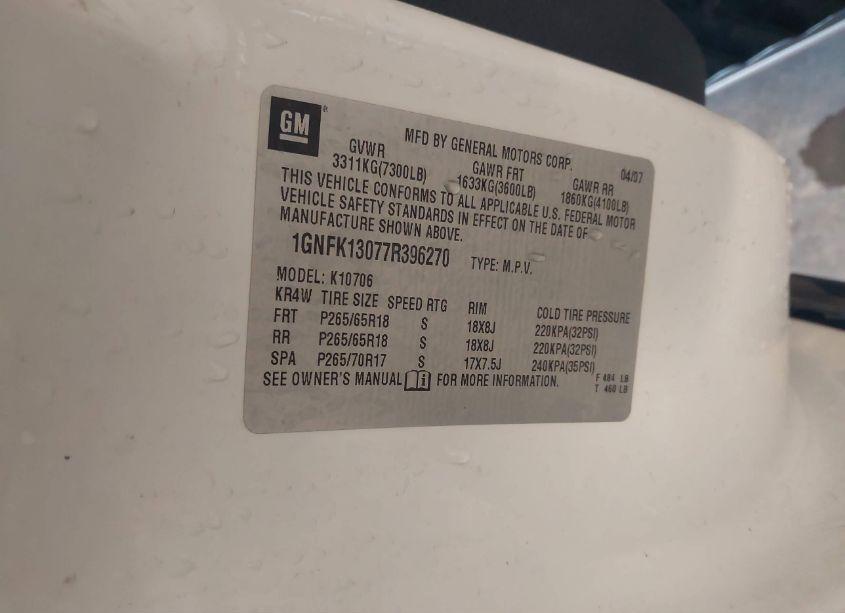 GM®
MFD BY GENERAL MOTORS CORP. 04/07
GVWR GAWR FRT GAWR RR
3311KG(7300LB) 1633KG(3600LB) 1860KG(4100LB)
THIS VEHICLE CONFORMS TO ALL APPLICABLE U.S. FEDERAL MOTOR
VEHICLE SAFETY STANDARDS IN EFFECT ON THE DATE OF
MANUFACTURE SHOWN ABOVE.
1GNFK13077R396270 TYPE: M.P.V.
MODEL: K10706
KR4W TIRE SIZE SPEED RTG RIM COLD TIRE PRESSURE
FRT P265/65R18 S 18X8J 220KPA(32PSI)
RR P265/65R18 S 18X8J 220KPA(32PSI)
SPA P265/70R17 S 17X7.5J 240KPA(35PSI)
SEE OWNER'S MANUAL FOR MORE INFORMATION.
F 484 LB
T 460 LB